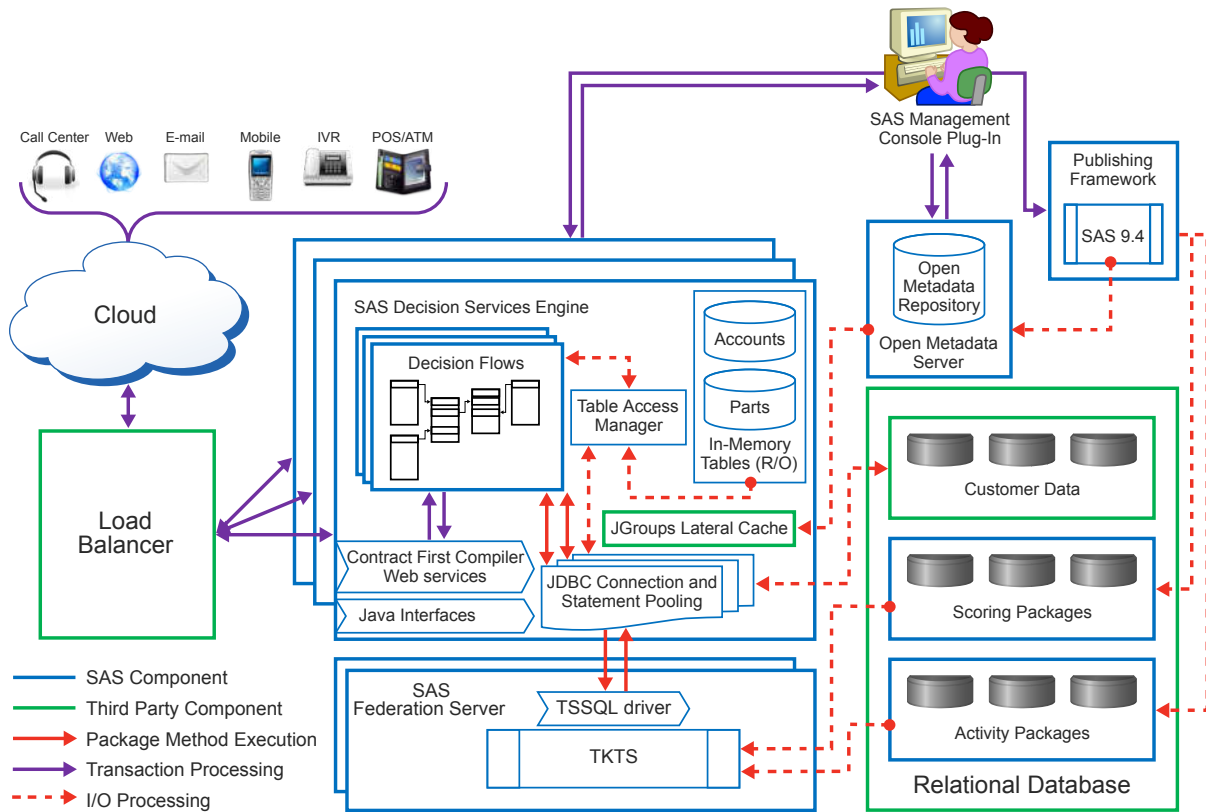 SAS Management
Console Plug-In
Call Center
Web
E-mail
Mobile
IVR
POS/ATM
Publishing
Framework
SAS 9.4
Open
Metadata
Repository
Open Metadata
Server
Cloud
SAS Decision Services Engine
Decision Flows
Table Access
Manager
Accounts
Parts
In-Memory
Tables (R/O)
JGroups Lateral Cache
Load
Balancer
Contract First Compiler
Web services
Java Interfaces
JDBC Connection and
Statement Pooling
Customer Data
Scoring Packages
Activity Packages
Relational Database
SAS
Federation Server
TSSQL driver
TKTS
SAS Component
Third Party Component
Package Method Execution
Transaction Processing
I/O Processing